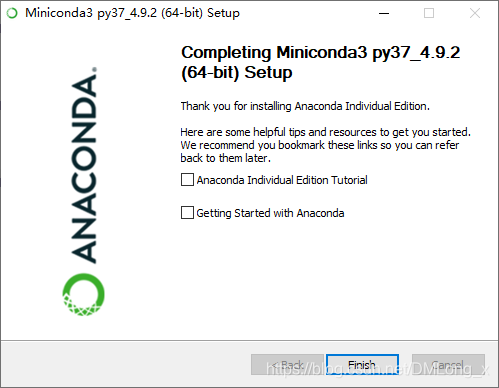 Miniconda3 py37_4.9.2 (64-bit) Setup
Completing Miniconda3 py37_4.9.2
(64-bit) Setup
Thank you for installing Anaconda Individual Edition.
Here are some helpful tips and resources to get you started.
We recommend you bookmark these links so you can refer
back to them later.
Anaconda Individual Edition Tutorial
Getting Started with Anaconda
ANACONDA.
< Back
Finish
Cancel
https://blog.csdn.net/DMLong_x